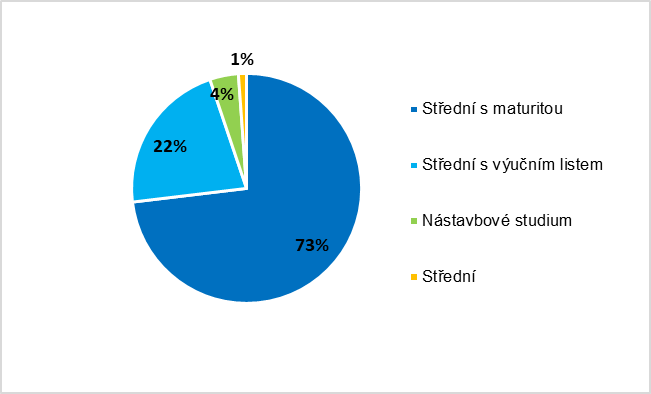 1%
4%
22%
73%
Střední s maturitou
Střední s výučním listem
Nástavbové studium
Střední